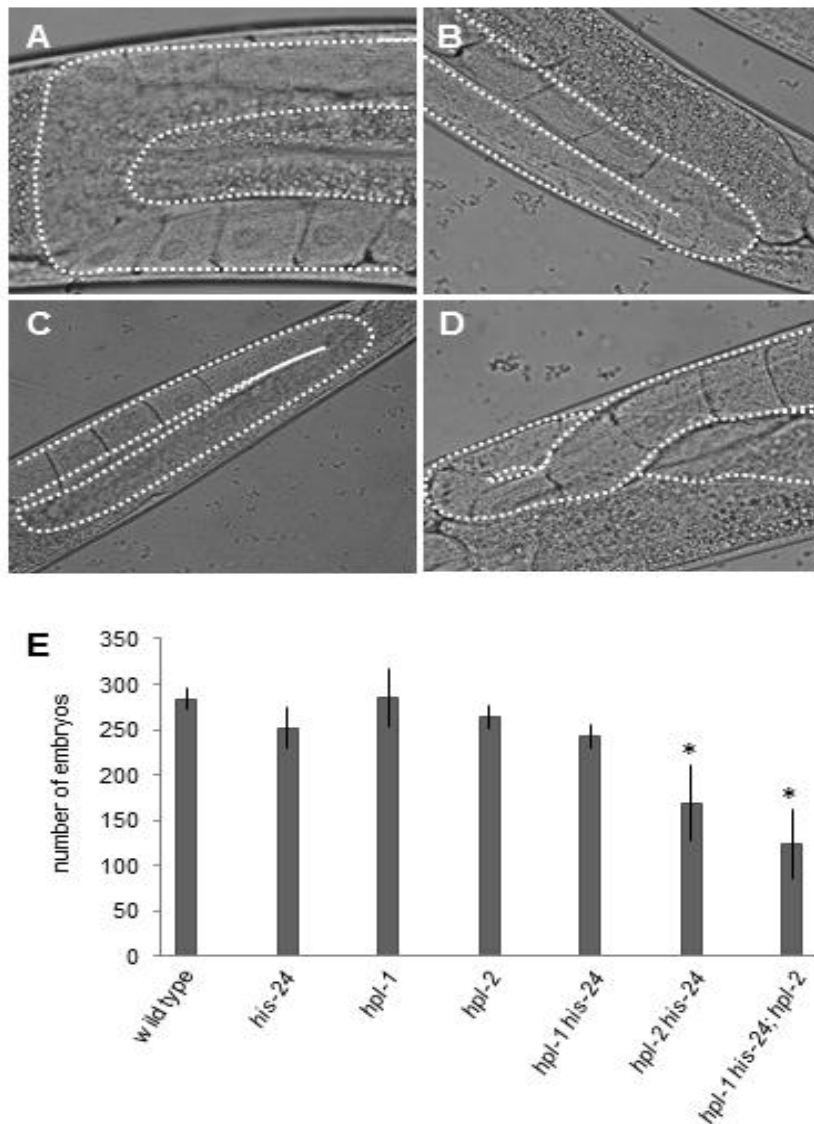 A
B
C
D
E
number of embryos
350
300
250
200
150
100
50
0
*
*
wild type
his-24
hpl-1
hpl-2
hpl-1 his-24
hpl-2 his-24
hpl-1 his-24; hpl-2